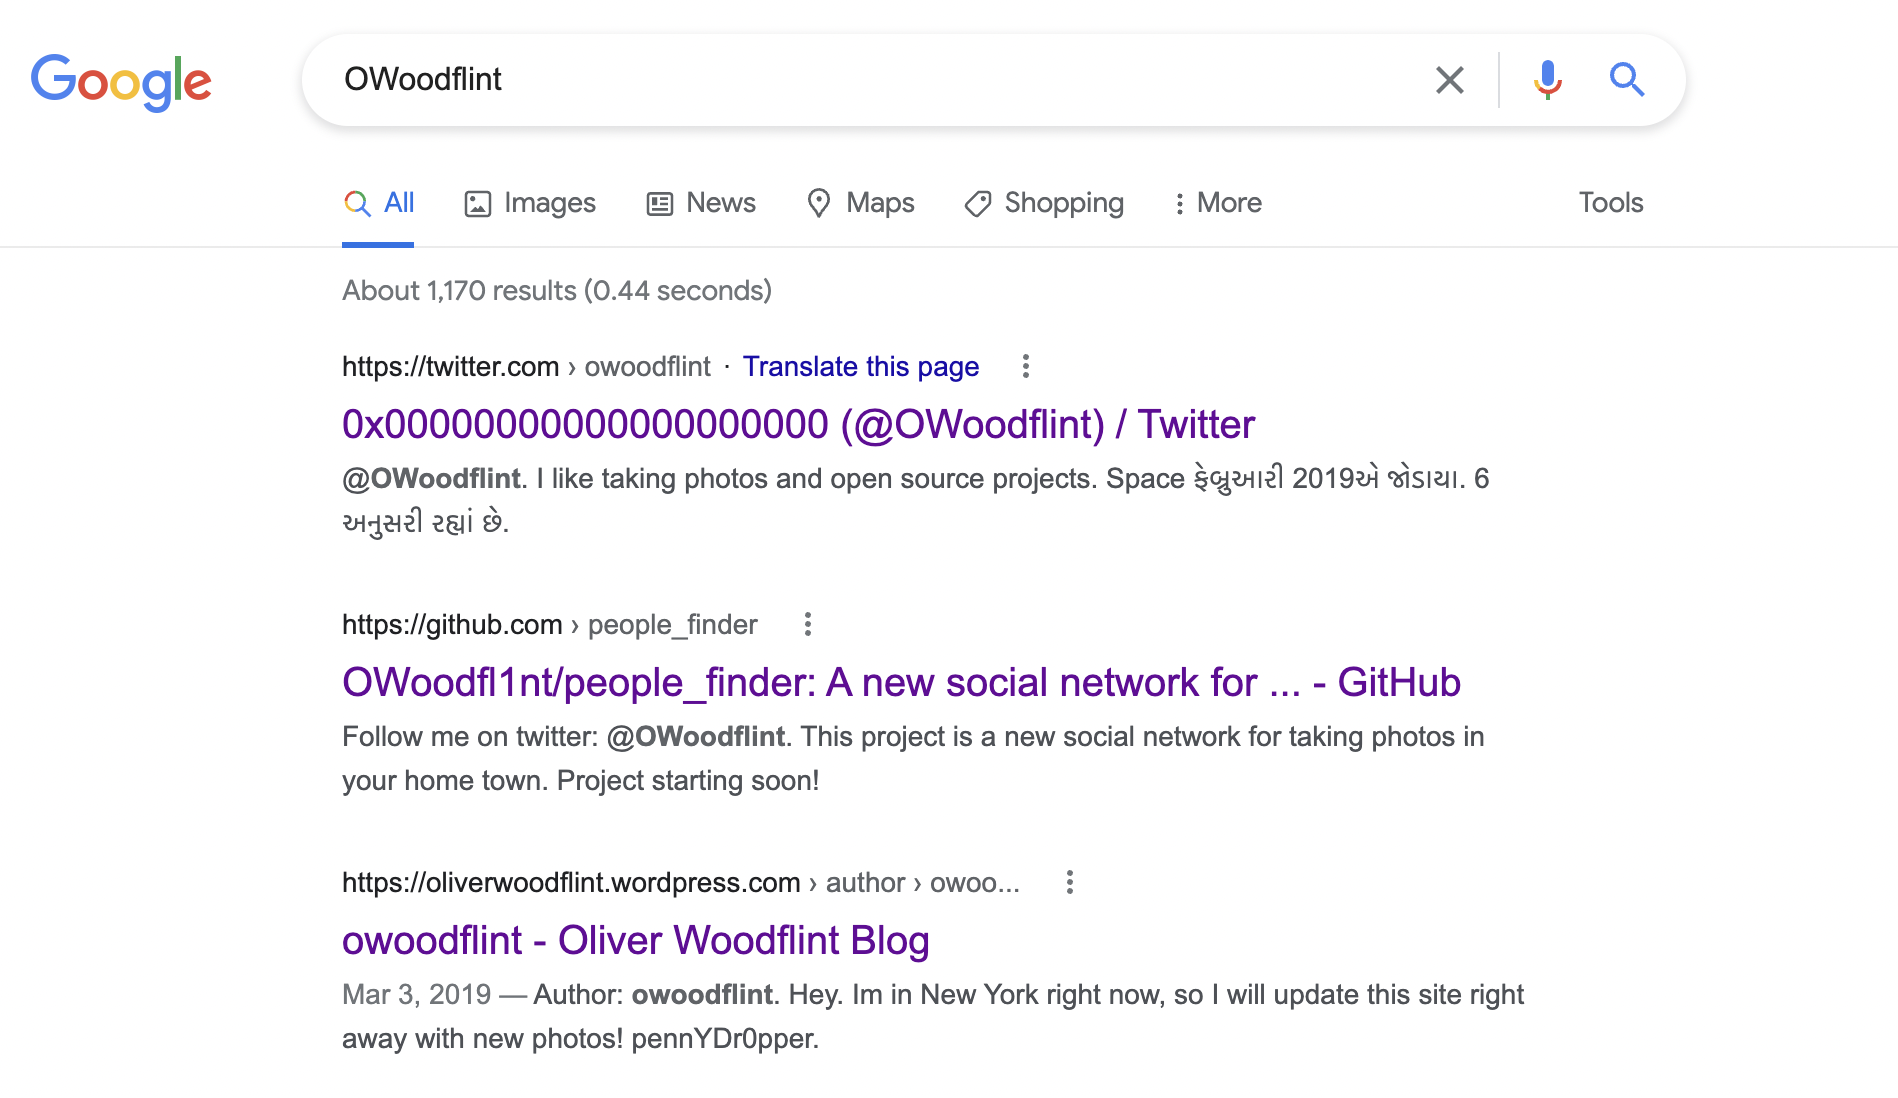 Google
OWoodflint
All Images News Maps Shopping More Tools
About 1,170 results (0.44 seconds)
https://twitter.com › owoodflint · Translate this page
0x00000000000000000000 (@OWoodflint) / Twitter
@OWoodflint. I like taking photos and open source projects. Space ફેબ્રુઆરી 2019એ જોડાયા. 6
અનુસરી રહ્યાં છે.
https://github.com › people_finder
OWoodfl1nt/people_finder: A new social network for ... - GitHub
Follow me on twitter: @OWoodflint. This project is a new social network for taking photos in
your home town. Project starting soon!
https://oliverwoodflint.wordpress.com › author › owoo...
owoodflint - Oliver Woodflint Blog
Mar 3, 2019 — Author: owoodflint. Hey. Im in New York right now, so I will update this site right
away with new photos! pennYDr0pper.